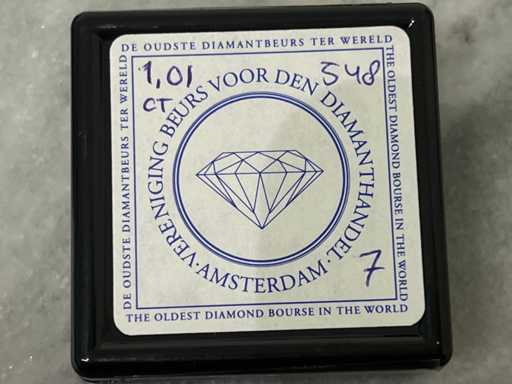 DE OUDSTE DIAMANTBEURS TER WERELD
THE OLDEST DIAMOND BOURSE IN THE WORLD
THE OLDEST DIAMOND BOURSE IN THE WORLD
DE OUDSTE DIAMANTBEURS TER WERELD
1,01
CT
548
VERENIGING BEURS VOOR DEN DIAMANTHANDEL
· AMSTERDAM ·
7